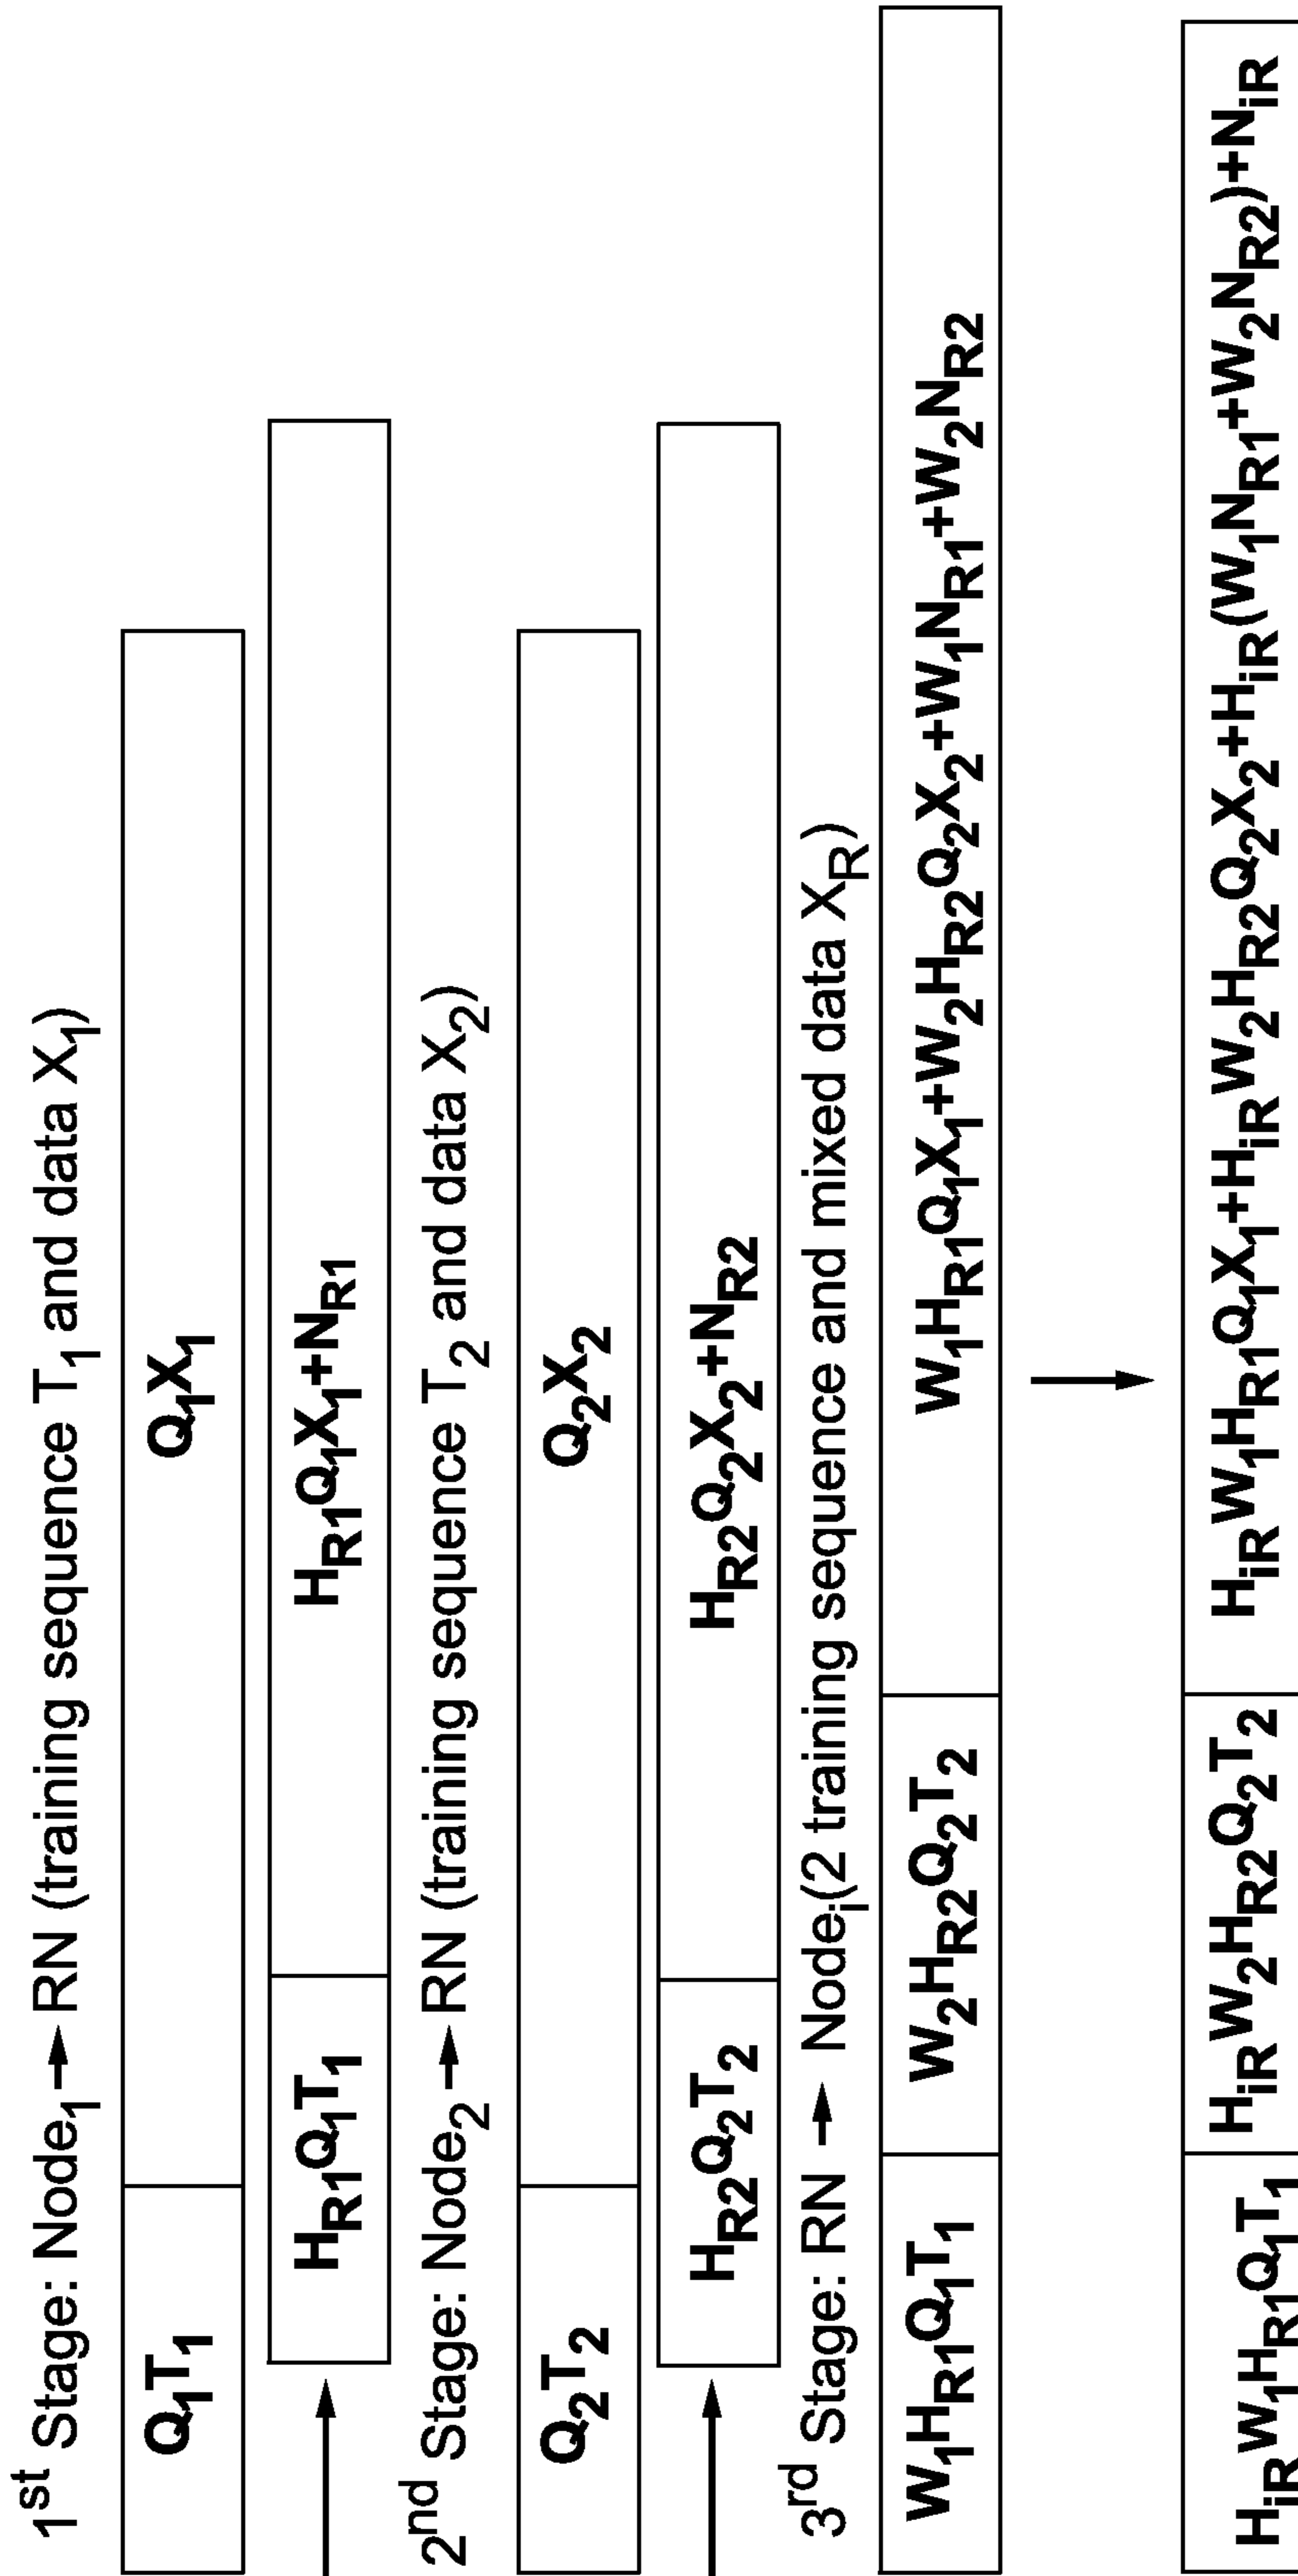 1st Stage: Node1→RN (training sequence T1 and data X1)
Q1T1 Q1X1
HR1Q1T1 HR1Q1X1+NR1
2nd Stage: Node2→RN (training sequence T2 and data X2)
Q2T2 Q2X2
HR2Q2T2 HR2Q2X2+NR2
3rd Stage: RN → Nodei(2 training sequence and mixed data XR)
W1HR1Q1T1 W2HR2Q2T2 W1HR1Q1X1+W2HR2Q2X2+W1NR1+W2NR2
HiRW1HR1Q1T1 HiRW2HR2Q2T2 HiRW1HR1Q1X1+HiRW2HR2Q2X2+HiR(W1NR1+W2NR2)+NiR